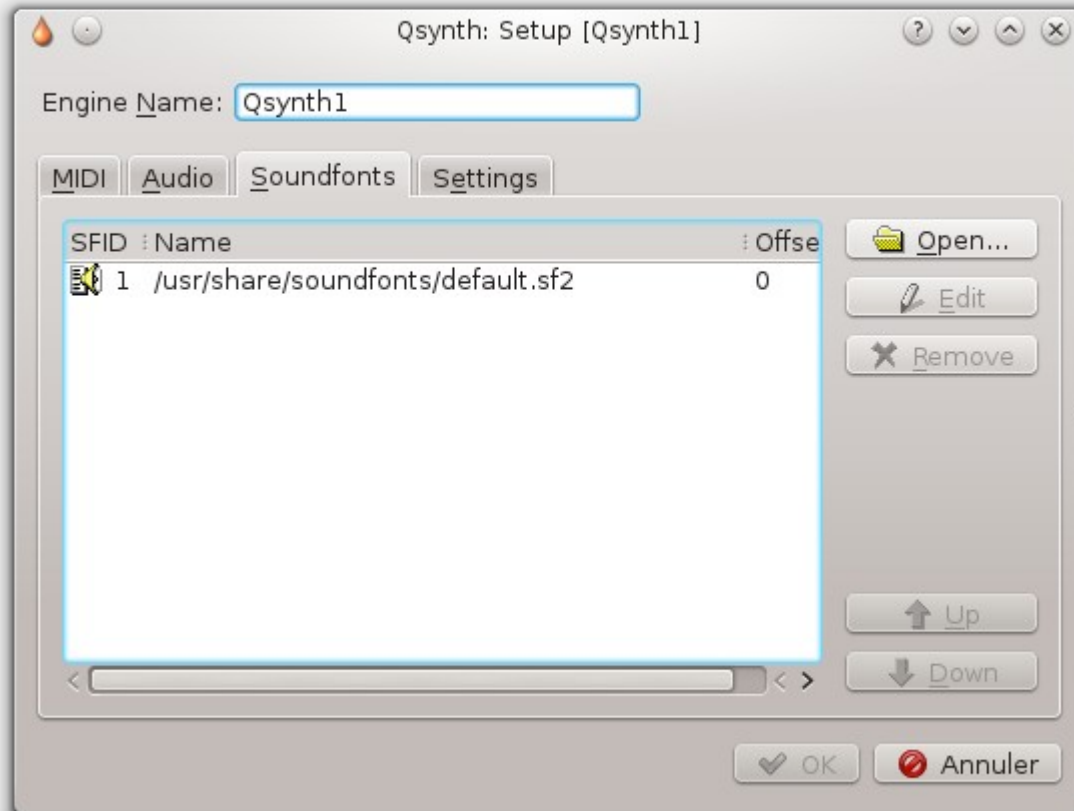 Qsynth: Setup [Qsynth1]
Engine Name: Qsynth1
MIDI Audio Soundfonts Settings
SFID Name Offse
1 /usr/share/soundfonts/default.sf2 0
Open...
Edit
Remove
Up
Down
OK Annuler